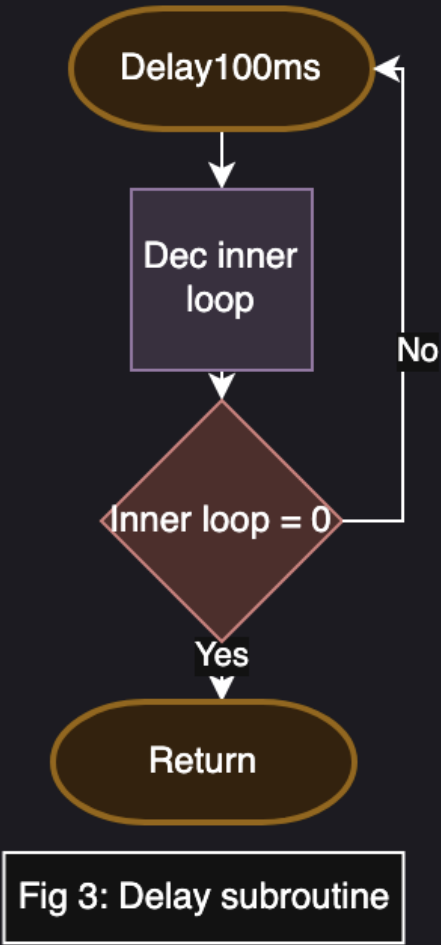 Delay100ms
Dec inner
loop
No
Inner loop = 0
Yes
Return
Fig 3: Delay subroutine